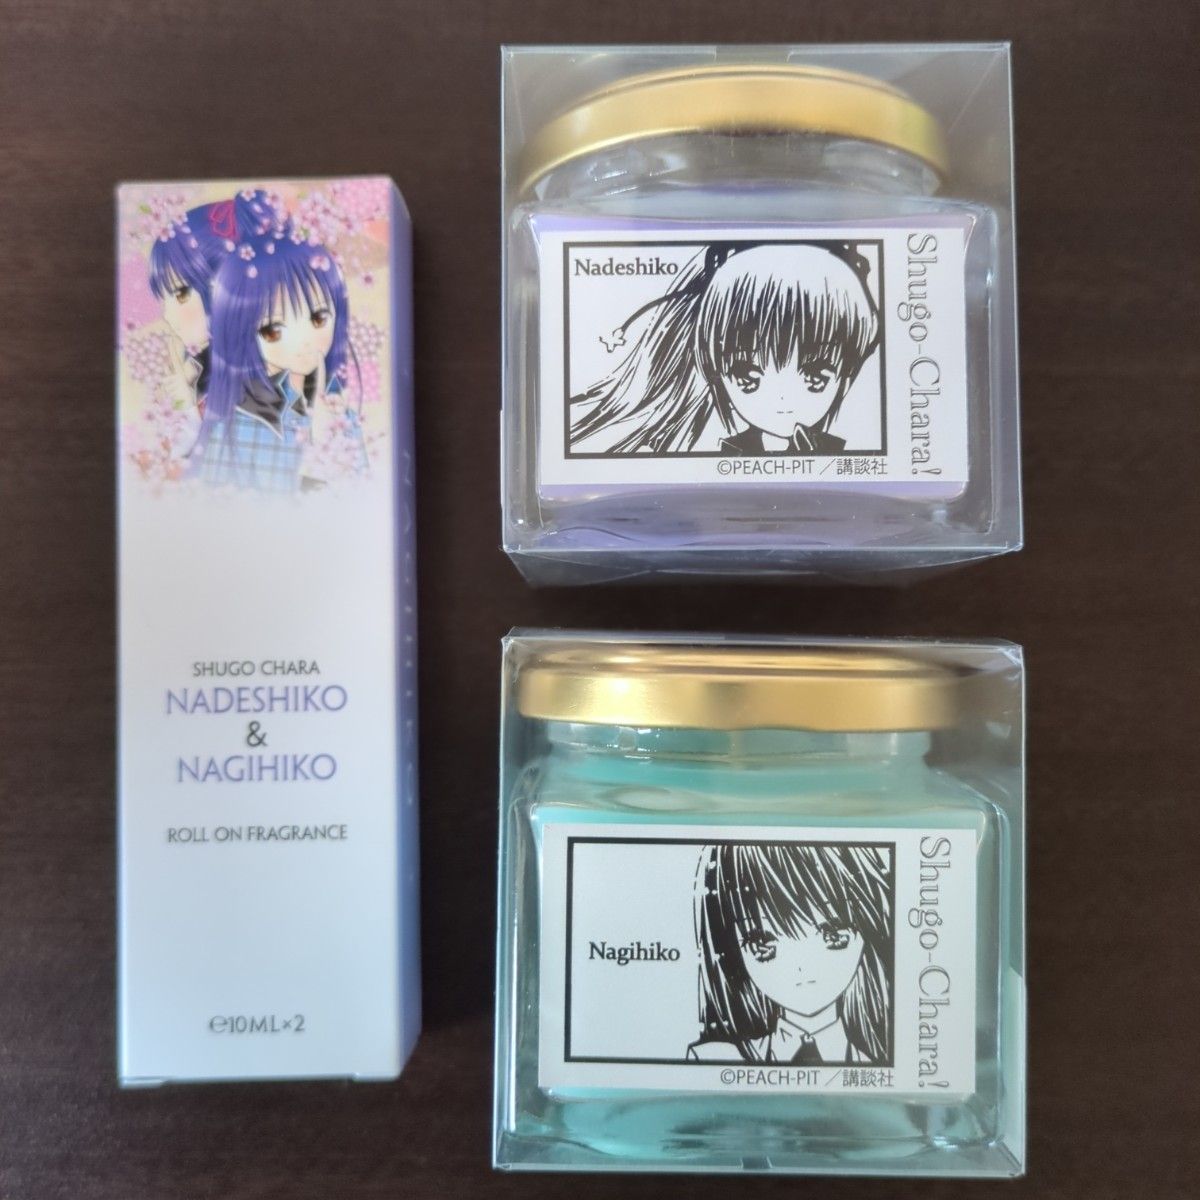 SHUGO CHARA
NADESHIKO
&
NAGIHIKO
ROLL ON FRAGRANCE
℮10ML×2
Nadeshiko
Shugo-Chara!
©PEACH-PIT／講談社
Nagihiko
Shugo-Chara!
©PEACH-PIT／講談社